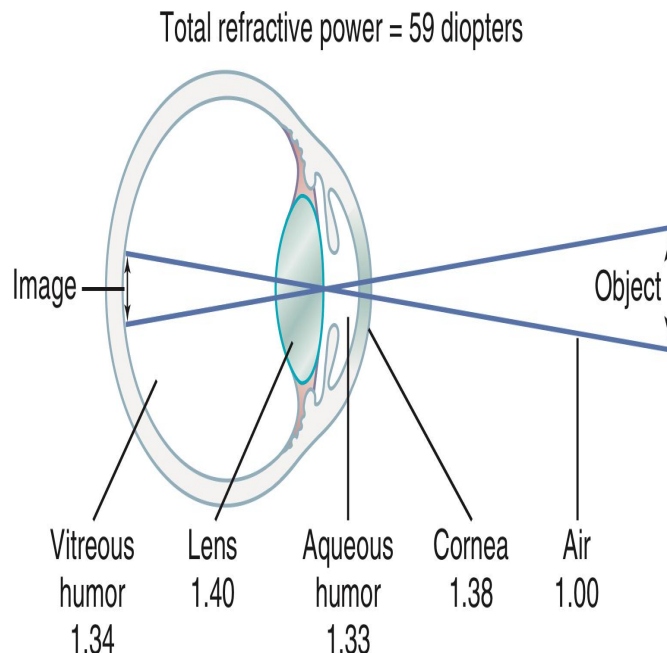 Total refractive power = 59 diopters
Image
Object
Vitreous
humor
1.34
Lens
1.40
Aqueous
humor
1.33
Cornea
1.38
Air
1.00